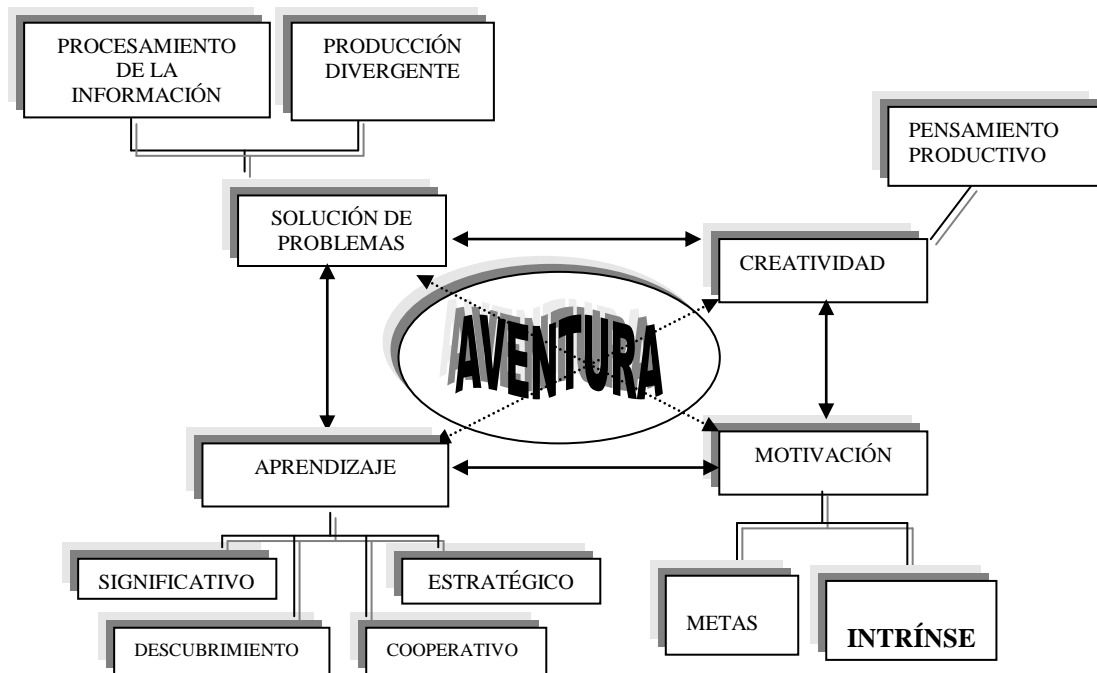 PROCESAMIENTO
DE LA
INFORMACIÓN
PRODUCCIÓN
DIVERGENTE
PENSAMIENTO
PRODUCTIVO
SOLUCIÓN DE
PROBLEMAS
CREATIVIDAD
AVENTURA
APRENDIZAJE
MOTIVACIÓN
SIGNIFICATIVO
ESTRATÉGICO
DESCUBRIMIENTO
COOPERATIVO
METAS
INTRÍNSE